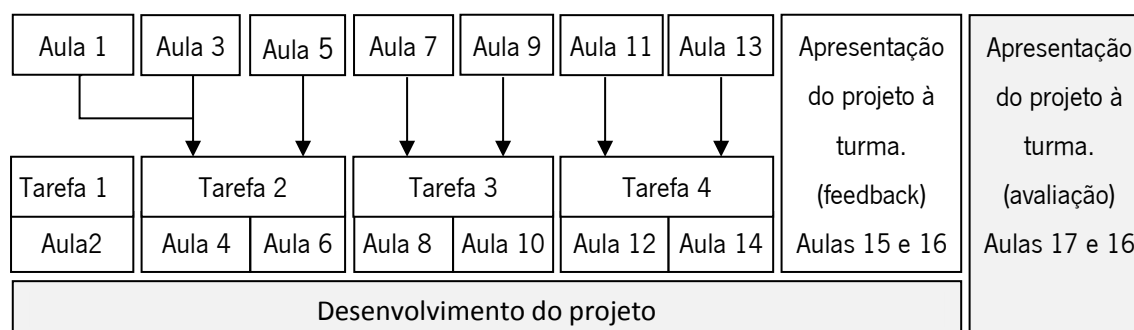 Aula 1
Aula 3
Aula 5
Aula 7
Aula 9
Aula 11
Aula 13
Tarefa 1
Tarefa 2
Tarefa 3
Tarefa 4
Aula2
Aula 4
Aula 6
Aula 8
Aula 10
Aula 12
Aula 14
Apresentação
do projeto à
turma.
(feedback)
Aulas 15 e 16
Apresentação
do projeto à
turma.
(avaliação)
Aulas 17 e 16
Desenvolvimento do projeto